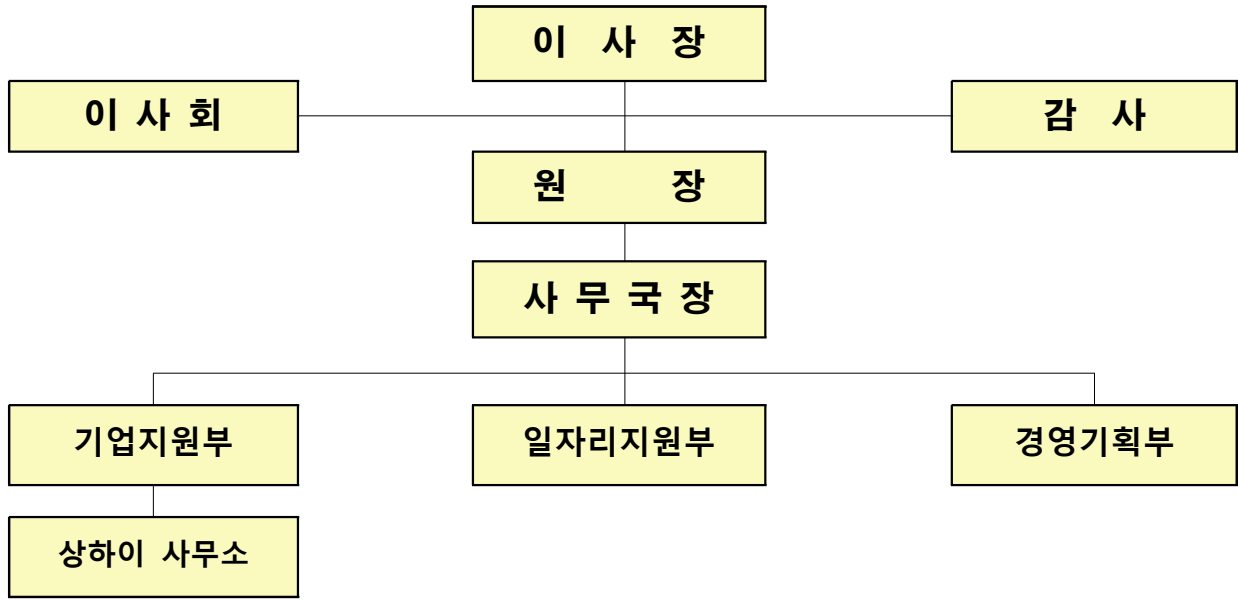 이 사 장
이 사 회
감 사
원 장
사 무 국 장
기업지원부
일자리지원부
경영기획부
상하이 사무소